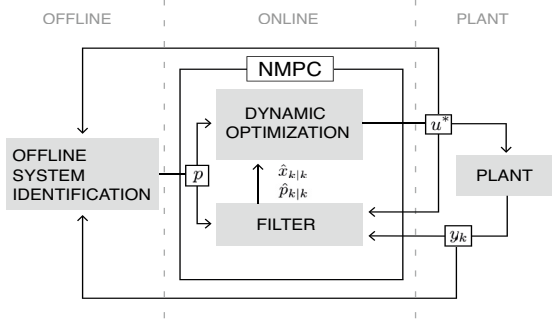 OFFLINE
ONLINE
PLANT
NMPC
DYNAMIC
OPTIMIZATION
u*
OFFLINE
SYSTEM
IDENTIFICATION
p
x̂k|k
p̂k|k
PLANT
FILTER
yk